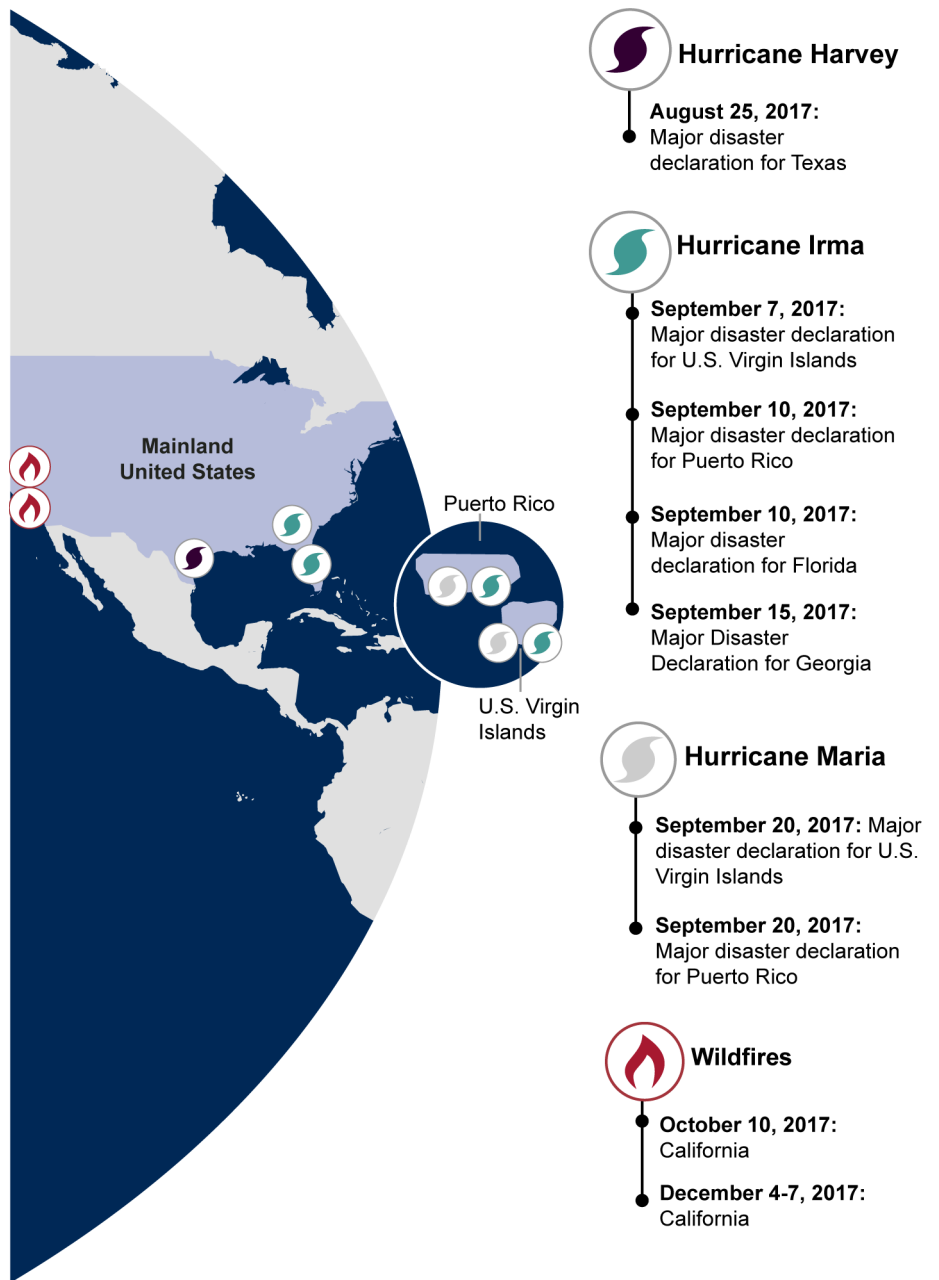 Mainland
United States
Puerto Rico
U.S. Virgin
Islands
Hurricane Harvey
August 25, 2017:
Major disaster
declaration for Texas
Hurricane Irma
September 7, 2017:
Major disaster declaration
for U.S. Virgin Islands
September 10, 2017:
Major disaster declaration
for Puerto Rico
September 10, 2017:
Major disaster
declaration for Florida
September 15, 2017:
Major Disaster
Declaration for Georgia
Hurricane Maria
September 20, 2017: Major
disaster declaration for U.S.
Virgin Islands
September 20, 2017:
Major disaster declaration
for Puerto Rico
Wildfires
October 10, 2017:
California
December 4-7, 2017:
California